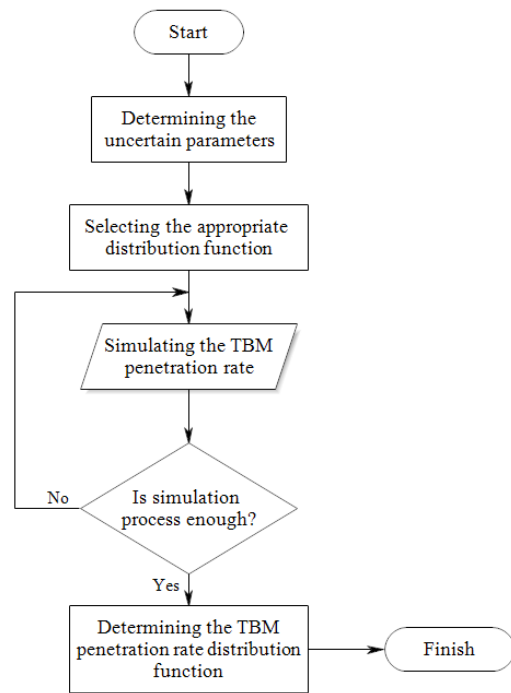 Start
Determining the
uncertain parameters
Selecting the appropriate
distribution function
Simulating the TBM
penetration rate
Is simulation
process enough?
No
Yes
Determining the TBM
penetration rate distribution
function
Finish